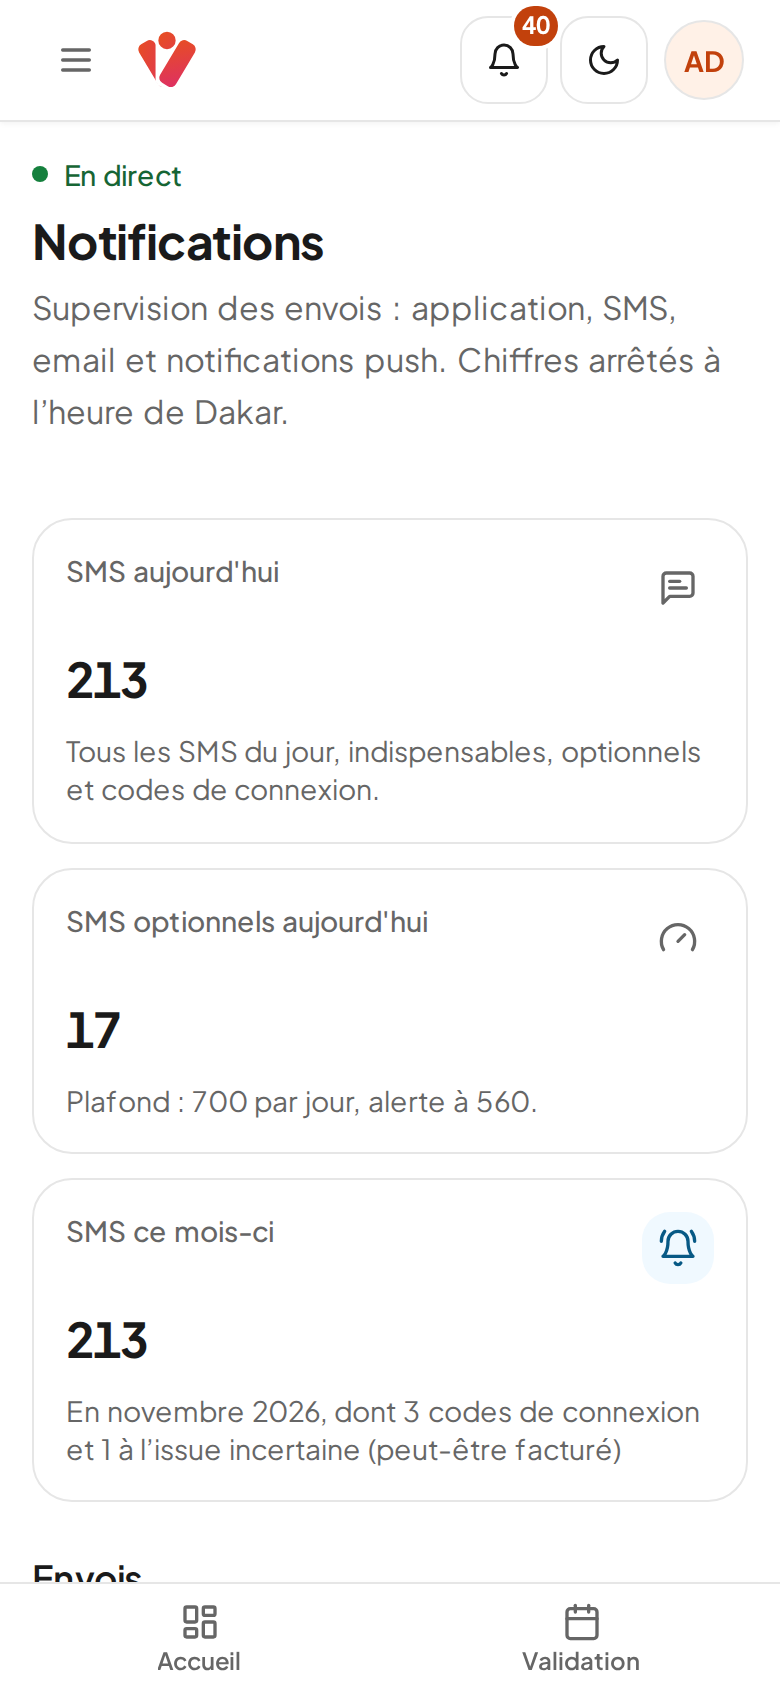 40
AD
En direct
Notifications
Supervision des envois : application, SMS,
email et notifications push. Chiffres arrêtés à
l’heure de Dakar.
SMS aujourd'hui
213
Tous les SMS du jour, indispensables, optionnels
et codes de connexion.
SMS optionnels aujourd'hui
17
Plafond : 700 par jour, alerte à 560.
SMS ce mois-ci
213
En novembre 2026, dont 3 codes de connexion
et 1 à l’issue incertaine (peut-être facturé)
Envois
Accueil
Validation